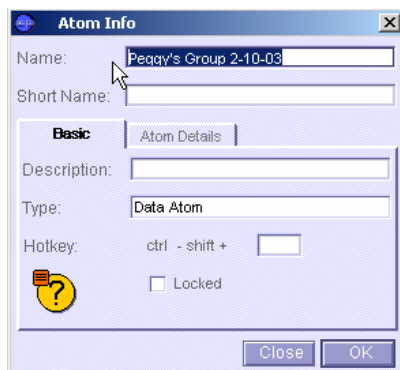 Atom Info
Name: Peggy's Group 2-10-03
Short Name:
Basic Atom Details
Description:
Type: Data Atom
Hotkey: ctrl - shift +
?
Locked
Close OK